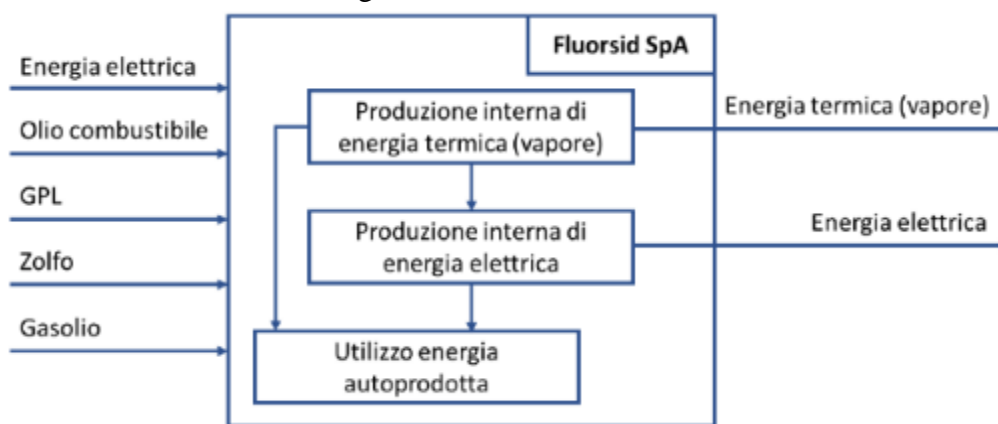 Fluorsid SpA
Energia elettrica
Olio combustibile
GPL
Zolfo
Gasolio
Produzione interna di
energia termica (vapore)
Produzione interna di
energia elettrica
Utilizzo energia
autoprodotta
Energia termica (vapore)
Energia elettrica